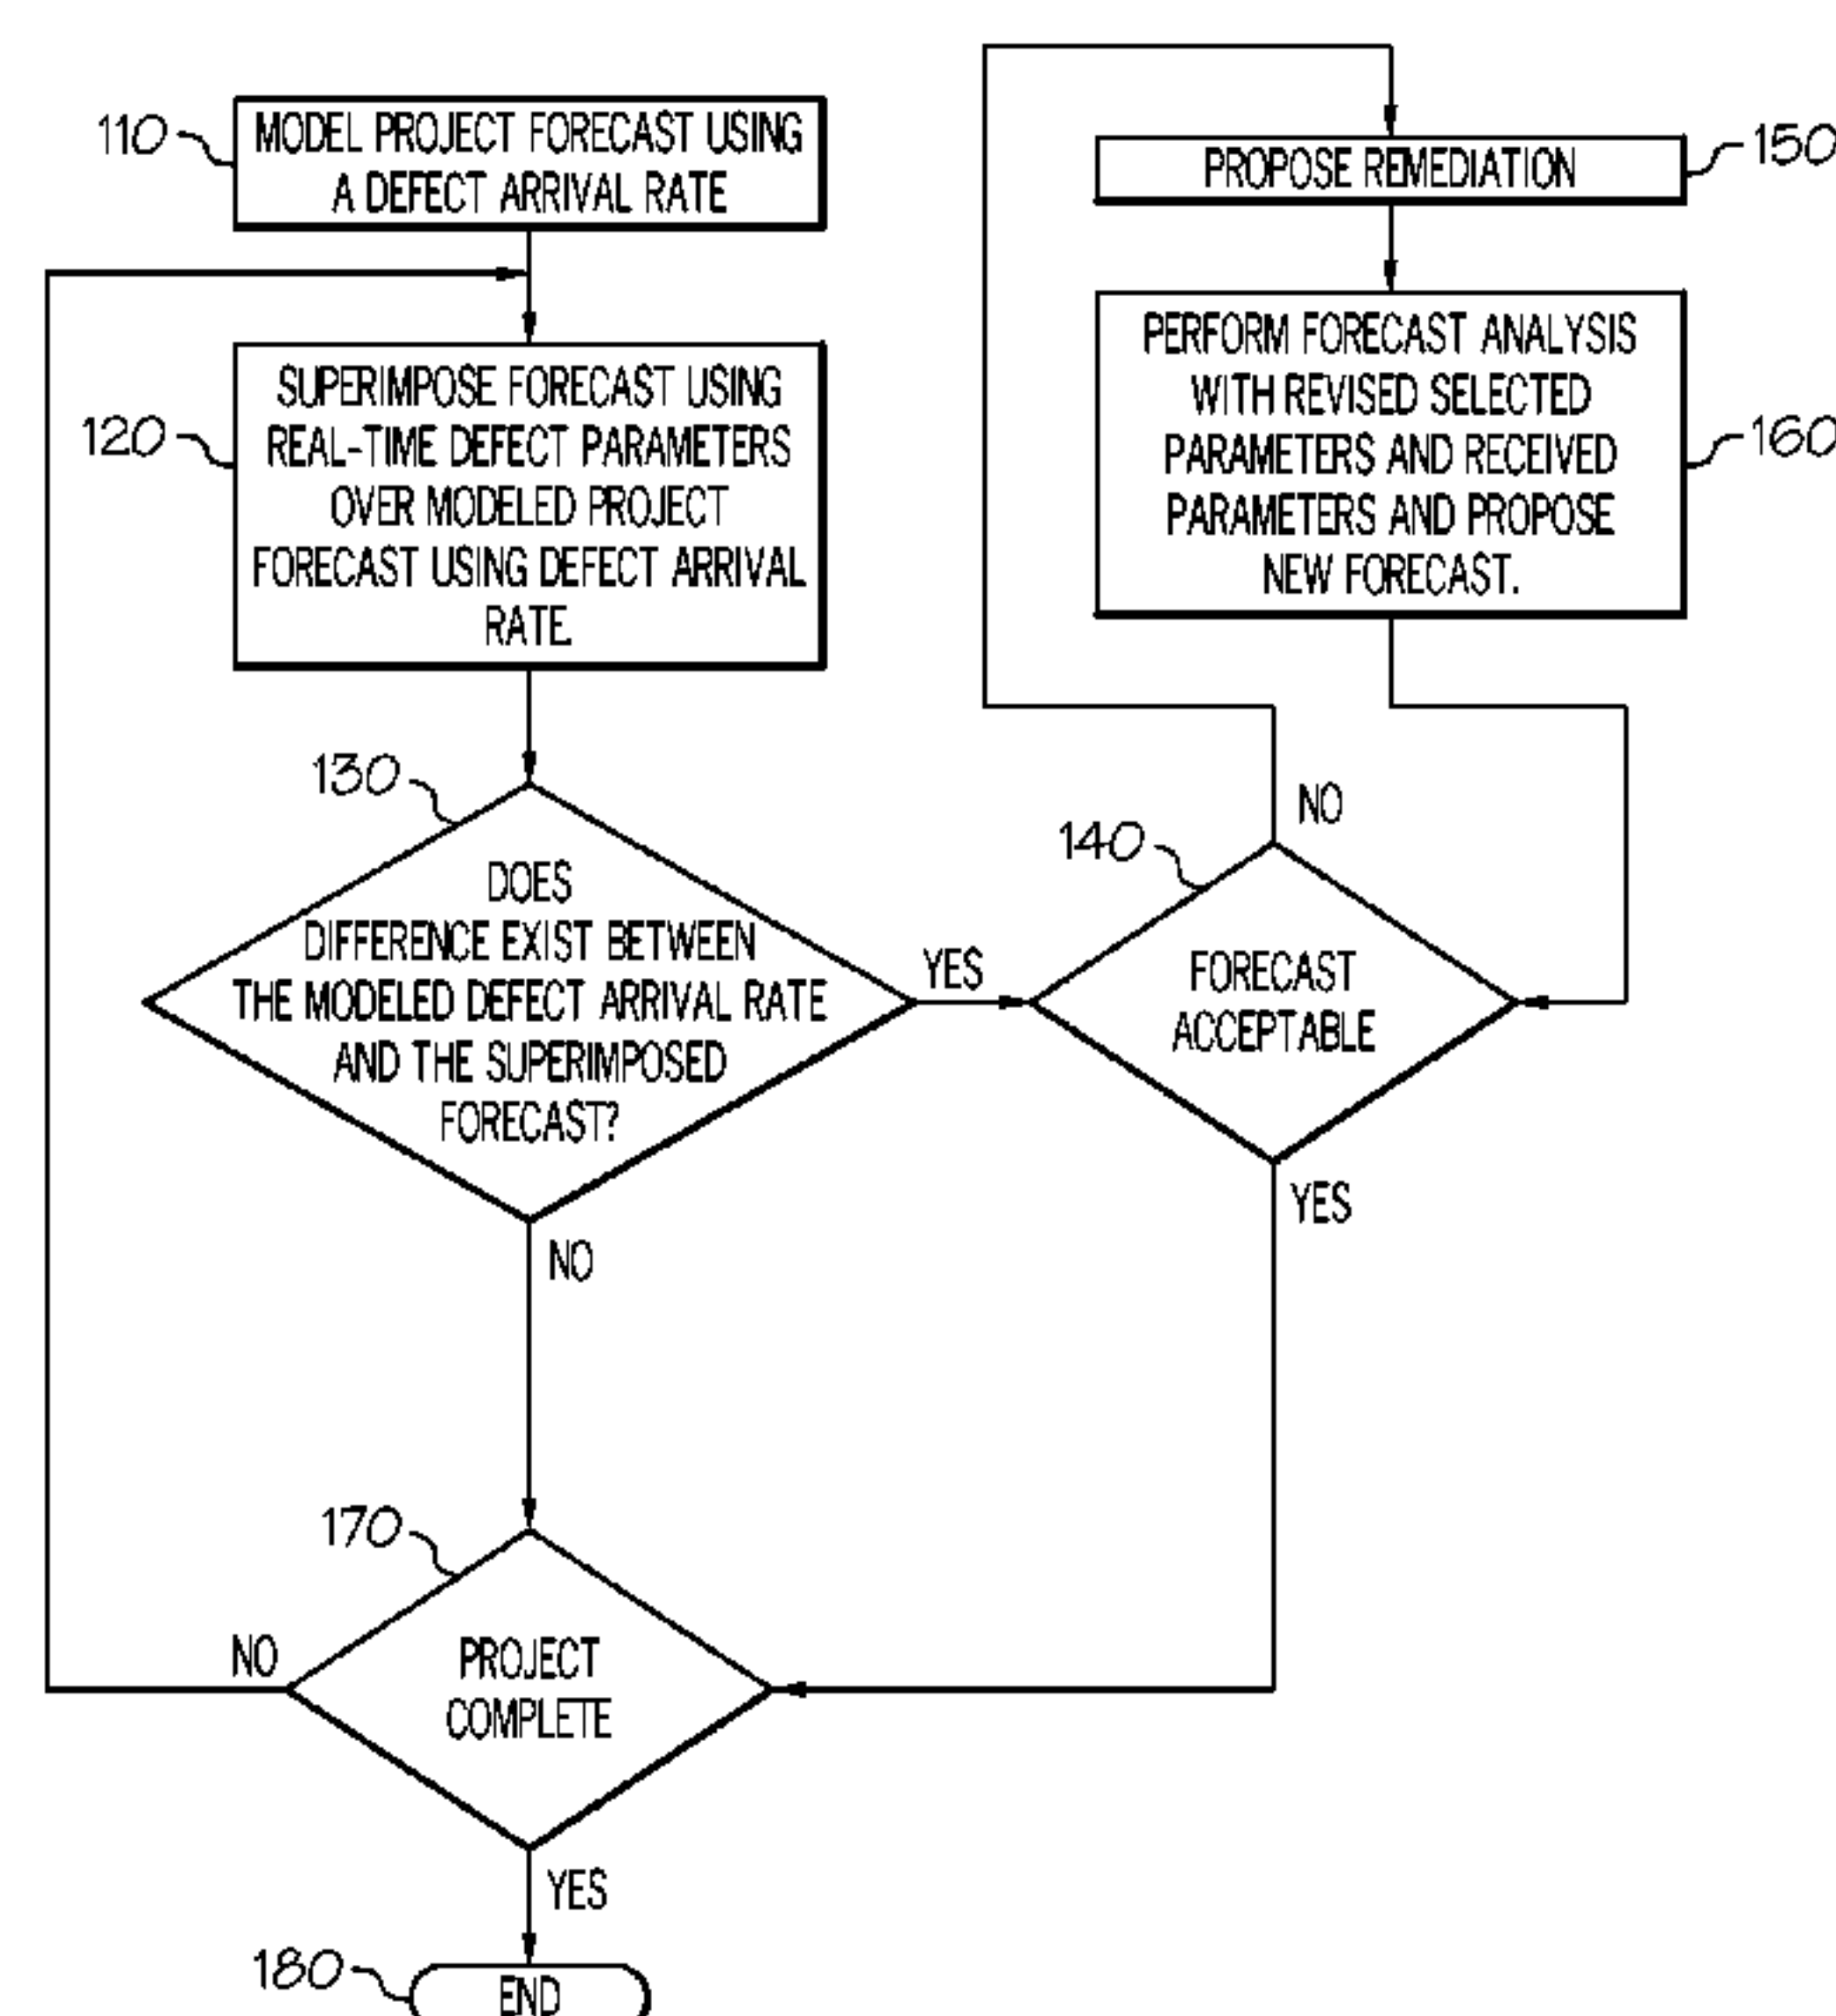 110
MODEL PROJECT FORECAST USING
A DEFECT ARRIVAL RATE
120
SUPERIMPOSE FORECAST USING
REAL-TIME DEFECT PARAMETERS
OVER MODELED PROJECT
FORECAST USING DEFECT ARRIVAL
RATE.
130
DOES
DIFFERENCE EXIST BETWEEN
THE MODELED DEFECT ARRIVAL RATE
AND THE SUPERIMPOSED
FORECAST?
YES
NO
150
PROPOSE REMEDIATION
160
PERFORM FORECAST ANALYSIS
WITH REVISED SELECTED
PARAMETERS AND RECEIVED
PARAMETERS AND PROPOSE
NEW FORECAST.
NO
140
FORECAST
ACCEPTABLE
YES
170
NO
PROJECT
COMPLETE
YES
180
END